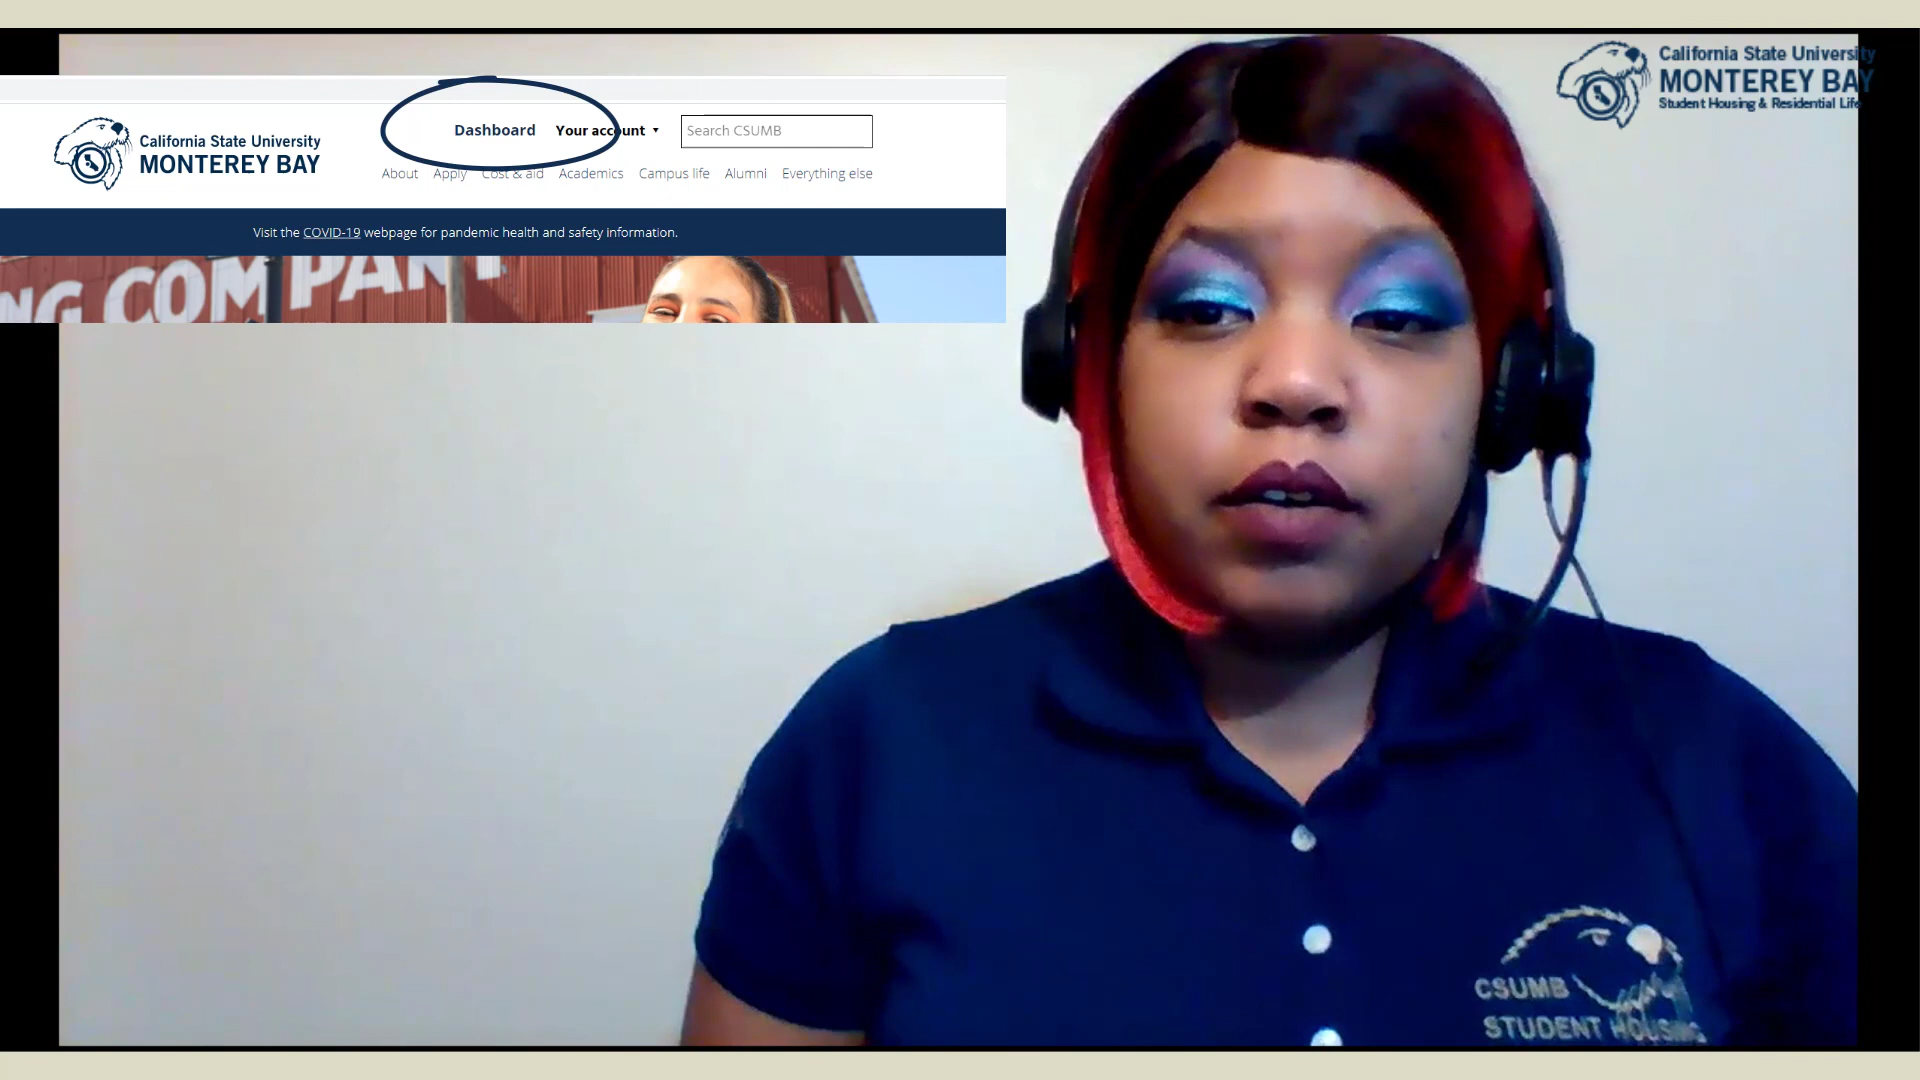 California State University
MONTEREY BAY
Student Housing & Residential Life
Dashboard Your account
Search CSUMB
California State University
MONTEREY BAY
About Apply Cost & aid Academics Campus life Alumni Everything else
Visit the COVID-19 webpage for pandemic health and safety information.
NG COMPANY
CSUMB
STUDENT HOUSING